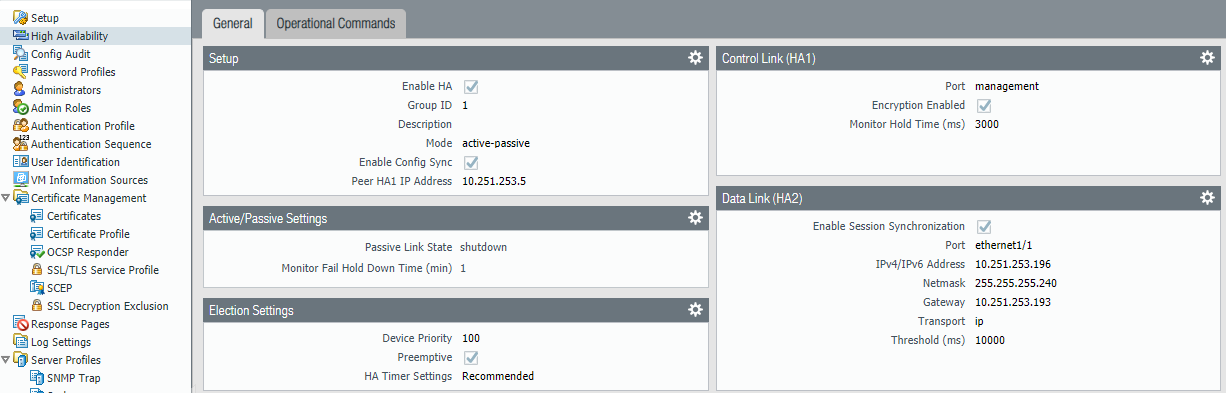 Setup
High Availability
Config Audit
Password Profiles
Administrators
Admin Roles
Authentication Profile
Authentication Sequence
User Identification
VM Information Sources
Certificate Management
Certificates
Certificate Profile
OCSP Responder
SSL/TLS Service Profile
SCEP
SSL Decryption Exclusion
Response Pages
Log Settings
Server Profiles
SNMP Trap
General Operational Commands
Setup
Enable HA
Group ID 1
Description
Mode active-passive
Enable Config Sync
Peer HA1 IP Address 10.251.253.5
Active/Passive Settings
Passive Link State shutdown
Monitor Fail Hold Down Time (min) 1
Election Settings
Device Priority 100
Preemptive
HA Timer Settings Recommended
Control Link (HA1)
Port management
Encryption Enabled
Monitor Hold Time (ms) 3000
Data Link (HA2)
Enable Session Synchronization
Port ethernet1/1
IPv4/IPv6 Address 10.251.253.196
Netmask 255.255.255.240
Gateway 10.251.253.193
Transport ip
Threshold (ms) 10000